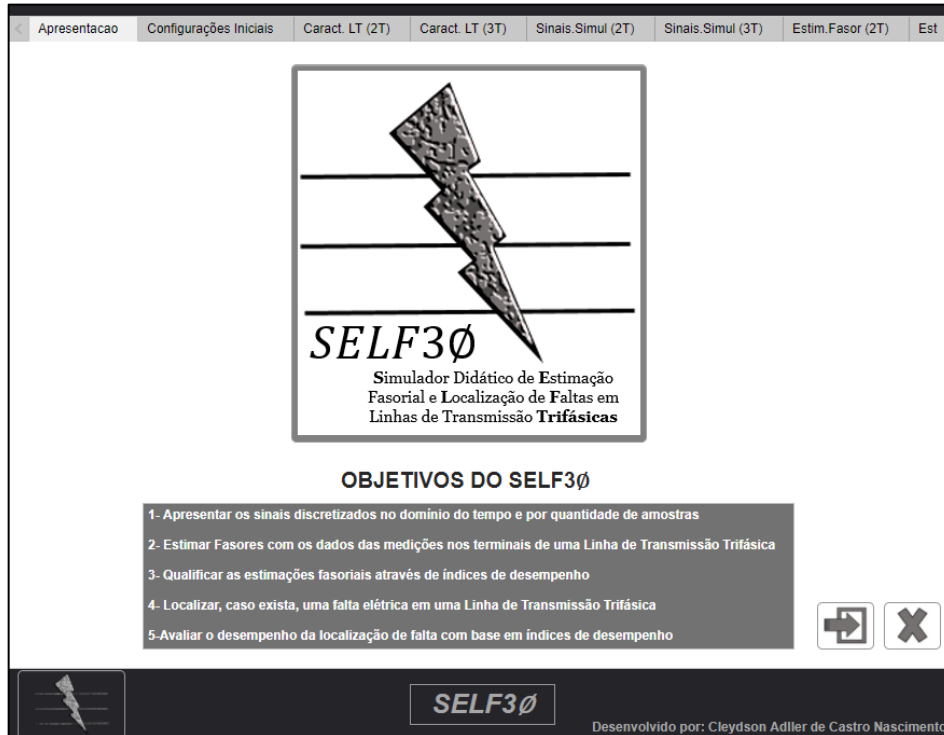 Apresentacao
Configurações Iniciais
Caract. LT (2T)
Caract. LT (3T)
Sinais.Simul (2T)
Sinais.Simul (3T)
Estim.Fasor (2T)
Est
SELF3Ø
Simulador Didático de Estimação
Fasorial e Localização de Faltas em
Linhas de Transmissão Trifásicas
OBJETIVOS DO SELF3Ø
1- Apresentar os sinais discretizados no domínio do tempo e por quantidade de amostras
2- Estimar Fasores com os dados das medições nos terminais de uma Linha de Transmissão Trifásica
3- Qualificar as estimações fasoriais através de índices de desempenho
4- Localizar, caso exista, uma falta elétrica em uma Linha de Transmissão Trifásica
5-Avaliar o desempenho da localização de falta com base em índices de desempenho
SELF3Ø
Desenvolvido por: Cleydson Adller de Castro Nascimento